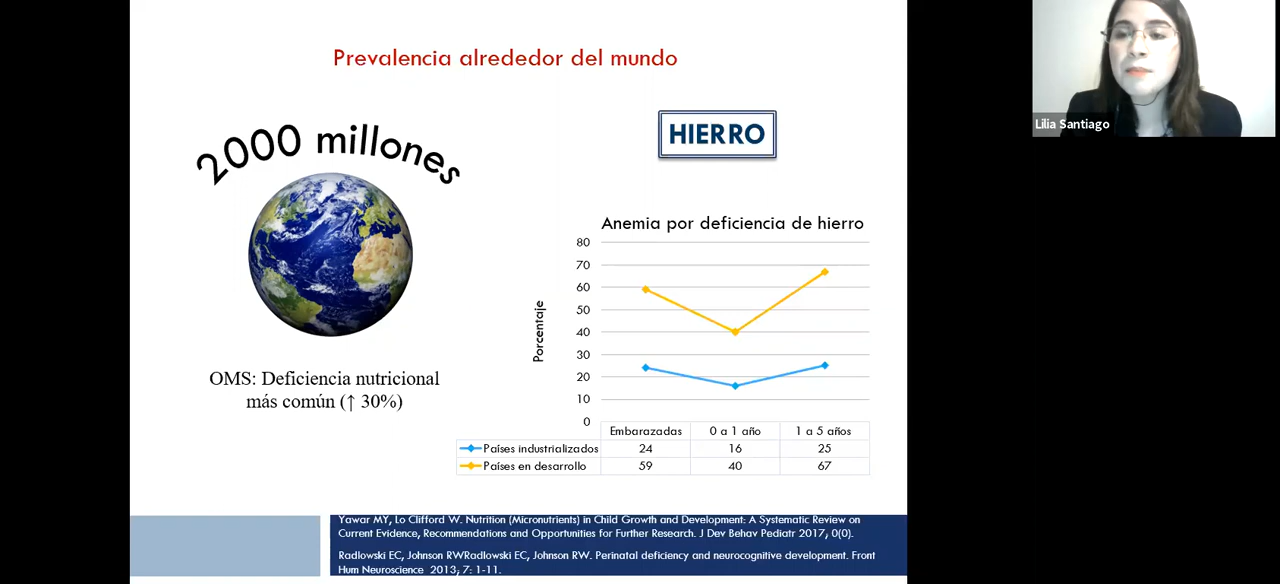 Prevalencia alrededor del mundo
2000 millones
OMS: Deficiencia nutricional
más común (↑ 30%)
HIERRO
Anemia por deficiencia de hierro
Porcentaje
80
70
60
50
40
30
20
10
0
Embarazadas 0 a 1 año 1 a 5 años
Países industrializados 24 16 25
Países en desarrollo 59 40 67
Yawar MY, Lo Clifford W. Nutrition (Micronutrients) in Child Growth and Development: A Systematic Review on
Current Evidence, Recommendations and Opportunities for Further Research. J Dev Behav Pediatr 2017; 0(0).
Radlowski EC, Johnson RWRadlowski EC, Johnson RW. Perinatal deficiency and neurocognitive development. Front
Hum Neuroscience 2013; 7: 1-11.
Lilia Santiago